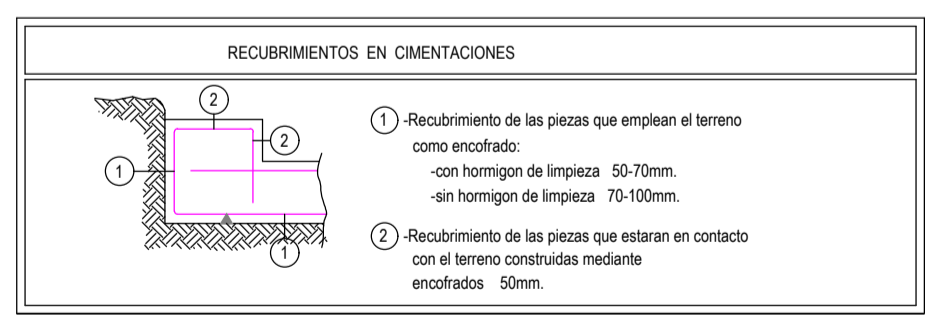 RECUBRIMIENTOS EN CIMENTACIONES
2
2
1
1
1 -Recubrimiento de las piezas que emplean el terreno
como encofrado:
-con hormigon de limpieza 50-70mm.
-sin hormigon de limpieza 70-100mm.
2 -Recubrimiento de las piezas que estaran en contacto
con el terreno construidas mediante
encofrados 50mm.